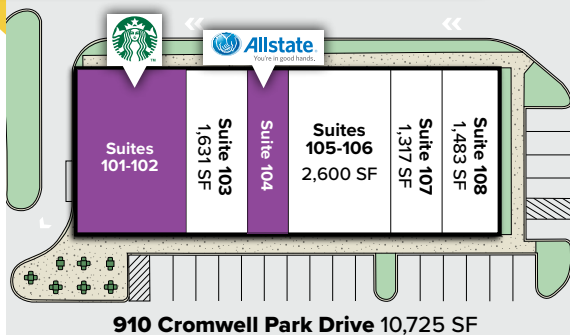 Allstate.
You're in good hands.
Suites
101-102
Suite 103
1,631 SF
Suite 104
Suites
105-106
2,600 SF
Suite 107
1,317 SF
Suite 108
1,483 SF
910 Cromwell Park Drive 10,725 SF